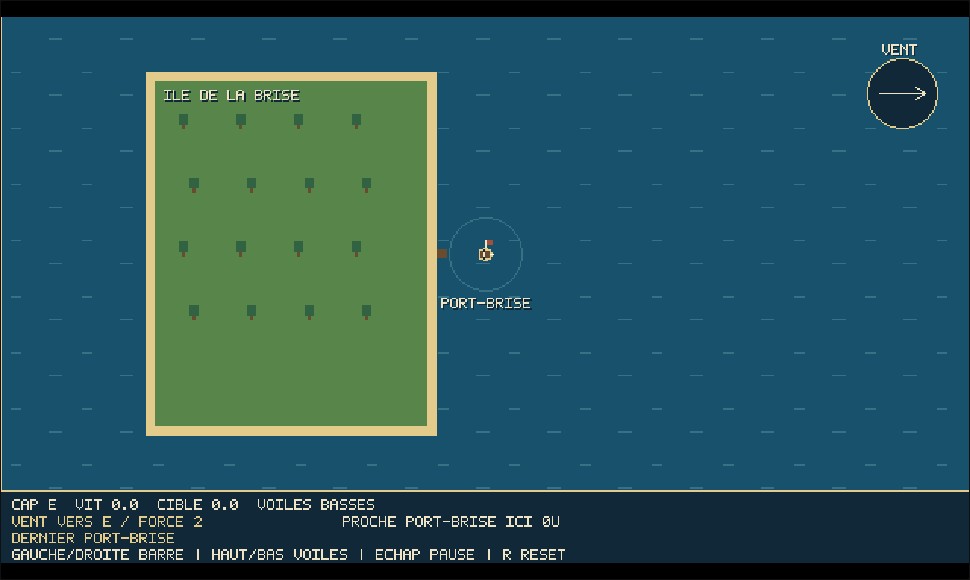 VENT
ILE DE LA BRISE
PORT-BRISE
CAP E VIT 0.0 CIBLE 0.0 VOILES BASSES
VENT VERS E / FORCE 2 PROCHE PORT-BRISE ICI 0U
DERNIER PORT-BRISE
GAUCHE/DROITE BARRE | HAUT/BAS VOILES | ECHAP PAUSE | R RESET